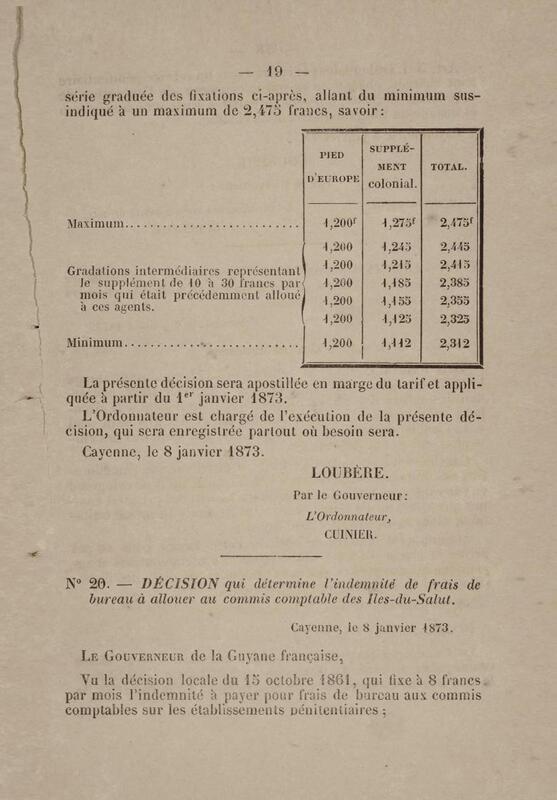 — 19 —
série graduée des fixations ci-après, allant du minimum sus-
indiqué à un maximum de 2,475 francs, savoir :
PIED D'EUROPE | SUPPLÉ-MENT colonial. | TOTAL.
Maximum........................... 1,200f 1,275f 2,475f
1,200 1,245 2,445
Gradations intermédiaires représentant 1,200 1,215 2,415
le supplément de 10 à 30 francs par 1,200 1,185 2,385
mois qui était précédemment alloué 1,200 1,155 2,355
à ces agents.
1,200 1,125 2,325
Minimum........................... 1,200 1,112 2,312
La présente décision sera apostillée en marge du tarif et appli-
quée à partir du 1er janvier 1873.
L'Ordonnateur est chargé de l'exécution de la présente dé-
cision, qui sera enregistrée partout où besoin sera.
Cayenne, le 8 janvier 1873.
LOUBÈRE.
Par le Gouverneur :
L'Ordonnateur,
CUINIER.
N° 20. — DÉCISION qui détermine l'indemnité de frais de
bureau à allouer au commis comptable des Iles-du-Salut.
Cayenne, le 8 janvier 1873.
LE GOUVERNEUR de la Guyane française,
Vu la décision locale du 15 octobre 1861, qui fixe à 8 francs
par mois l'indemnité à payer pour frais de bureau aux commis
comptables sur les établissements pénitentiaires ;